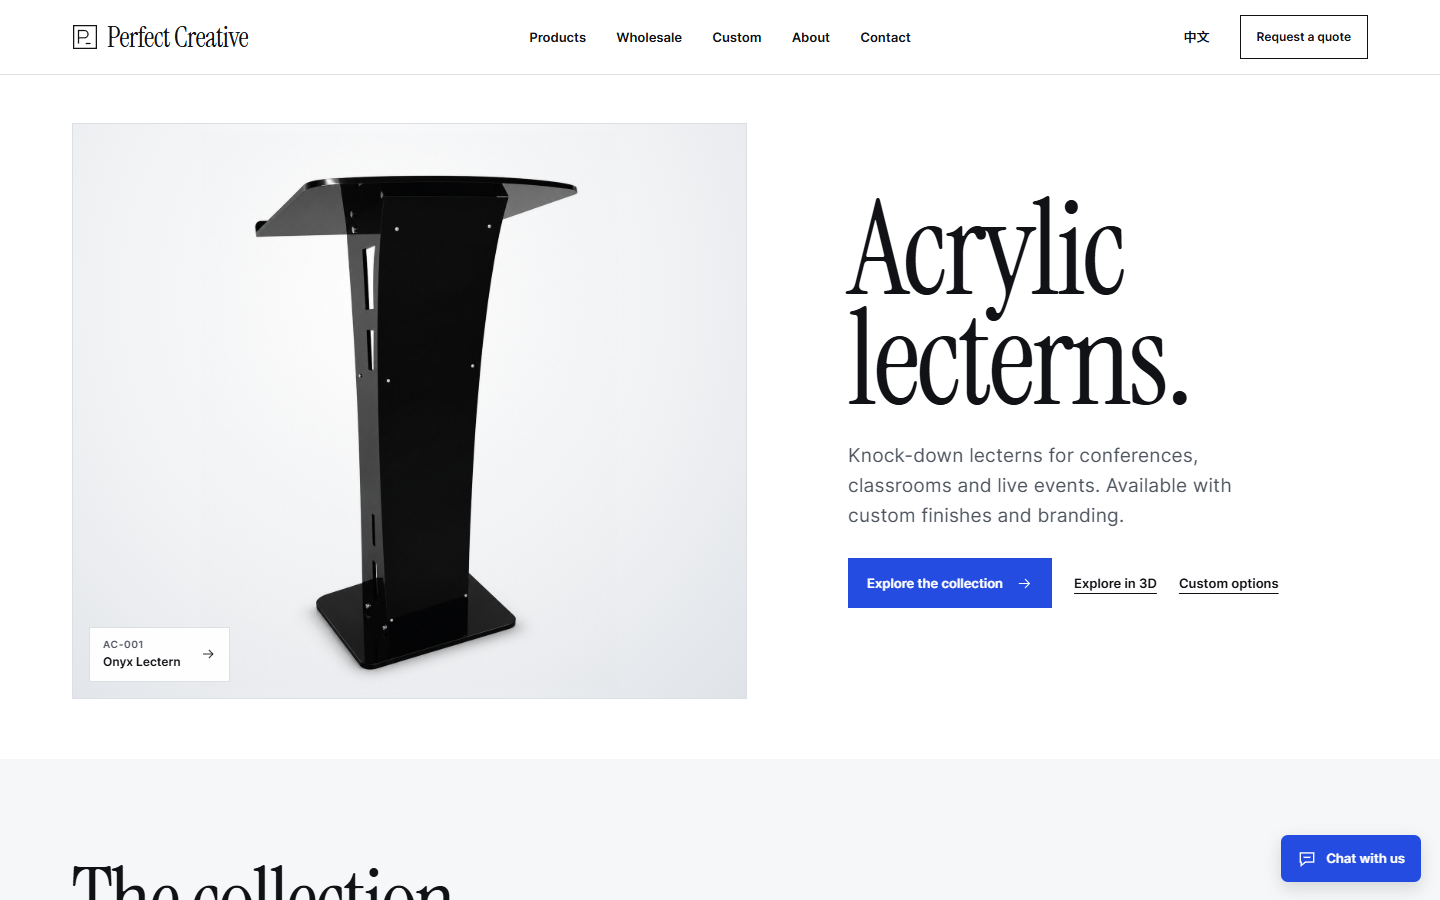 Perfect Creative
Products
Wholesale
Custom
About
Contact
中文
Request a quote
Acrylic
lecterns.
Knock-down lecterns for conferences,
classrooms and live events. Available with
custom finishes and branding.
Explore the collection
Explore in 3D
Custom options
AC-001
Onyx Lectern
The collection
Chat with us